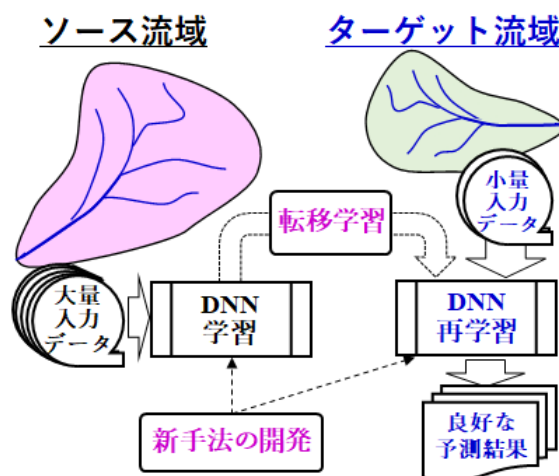 ソース流域
ターゲット流域
小量
入力
データ
転移学習
大量
入力
データ
DNN
学習
DNN
再学習
新手法の開発
良好な
予測結果